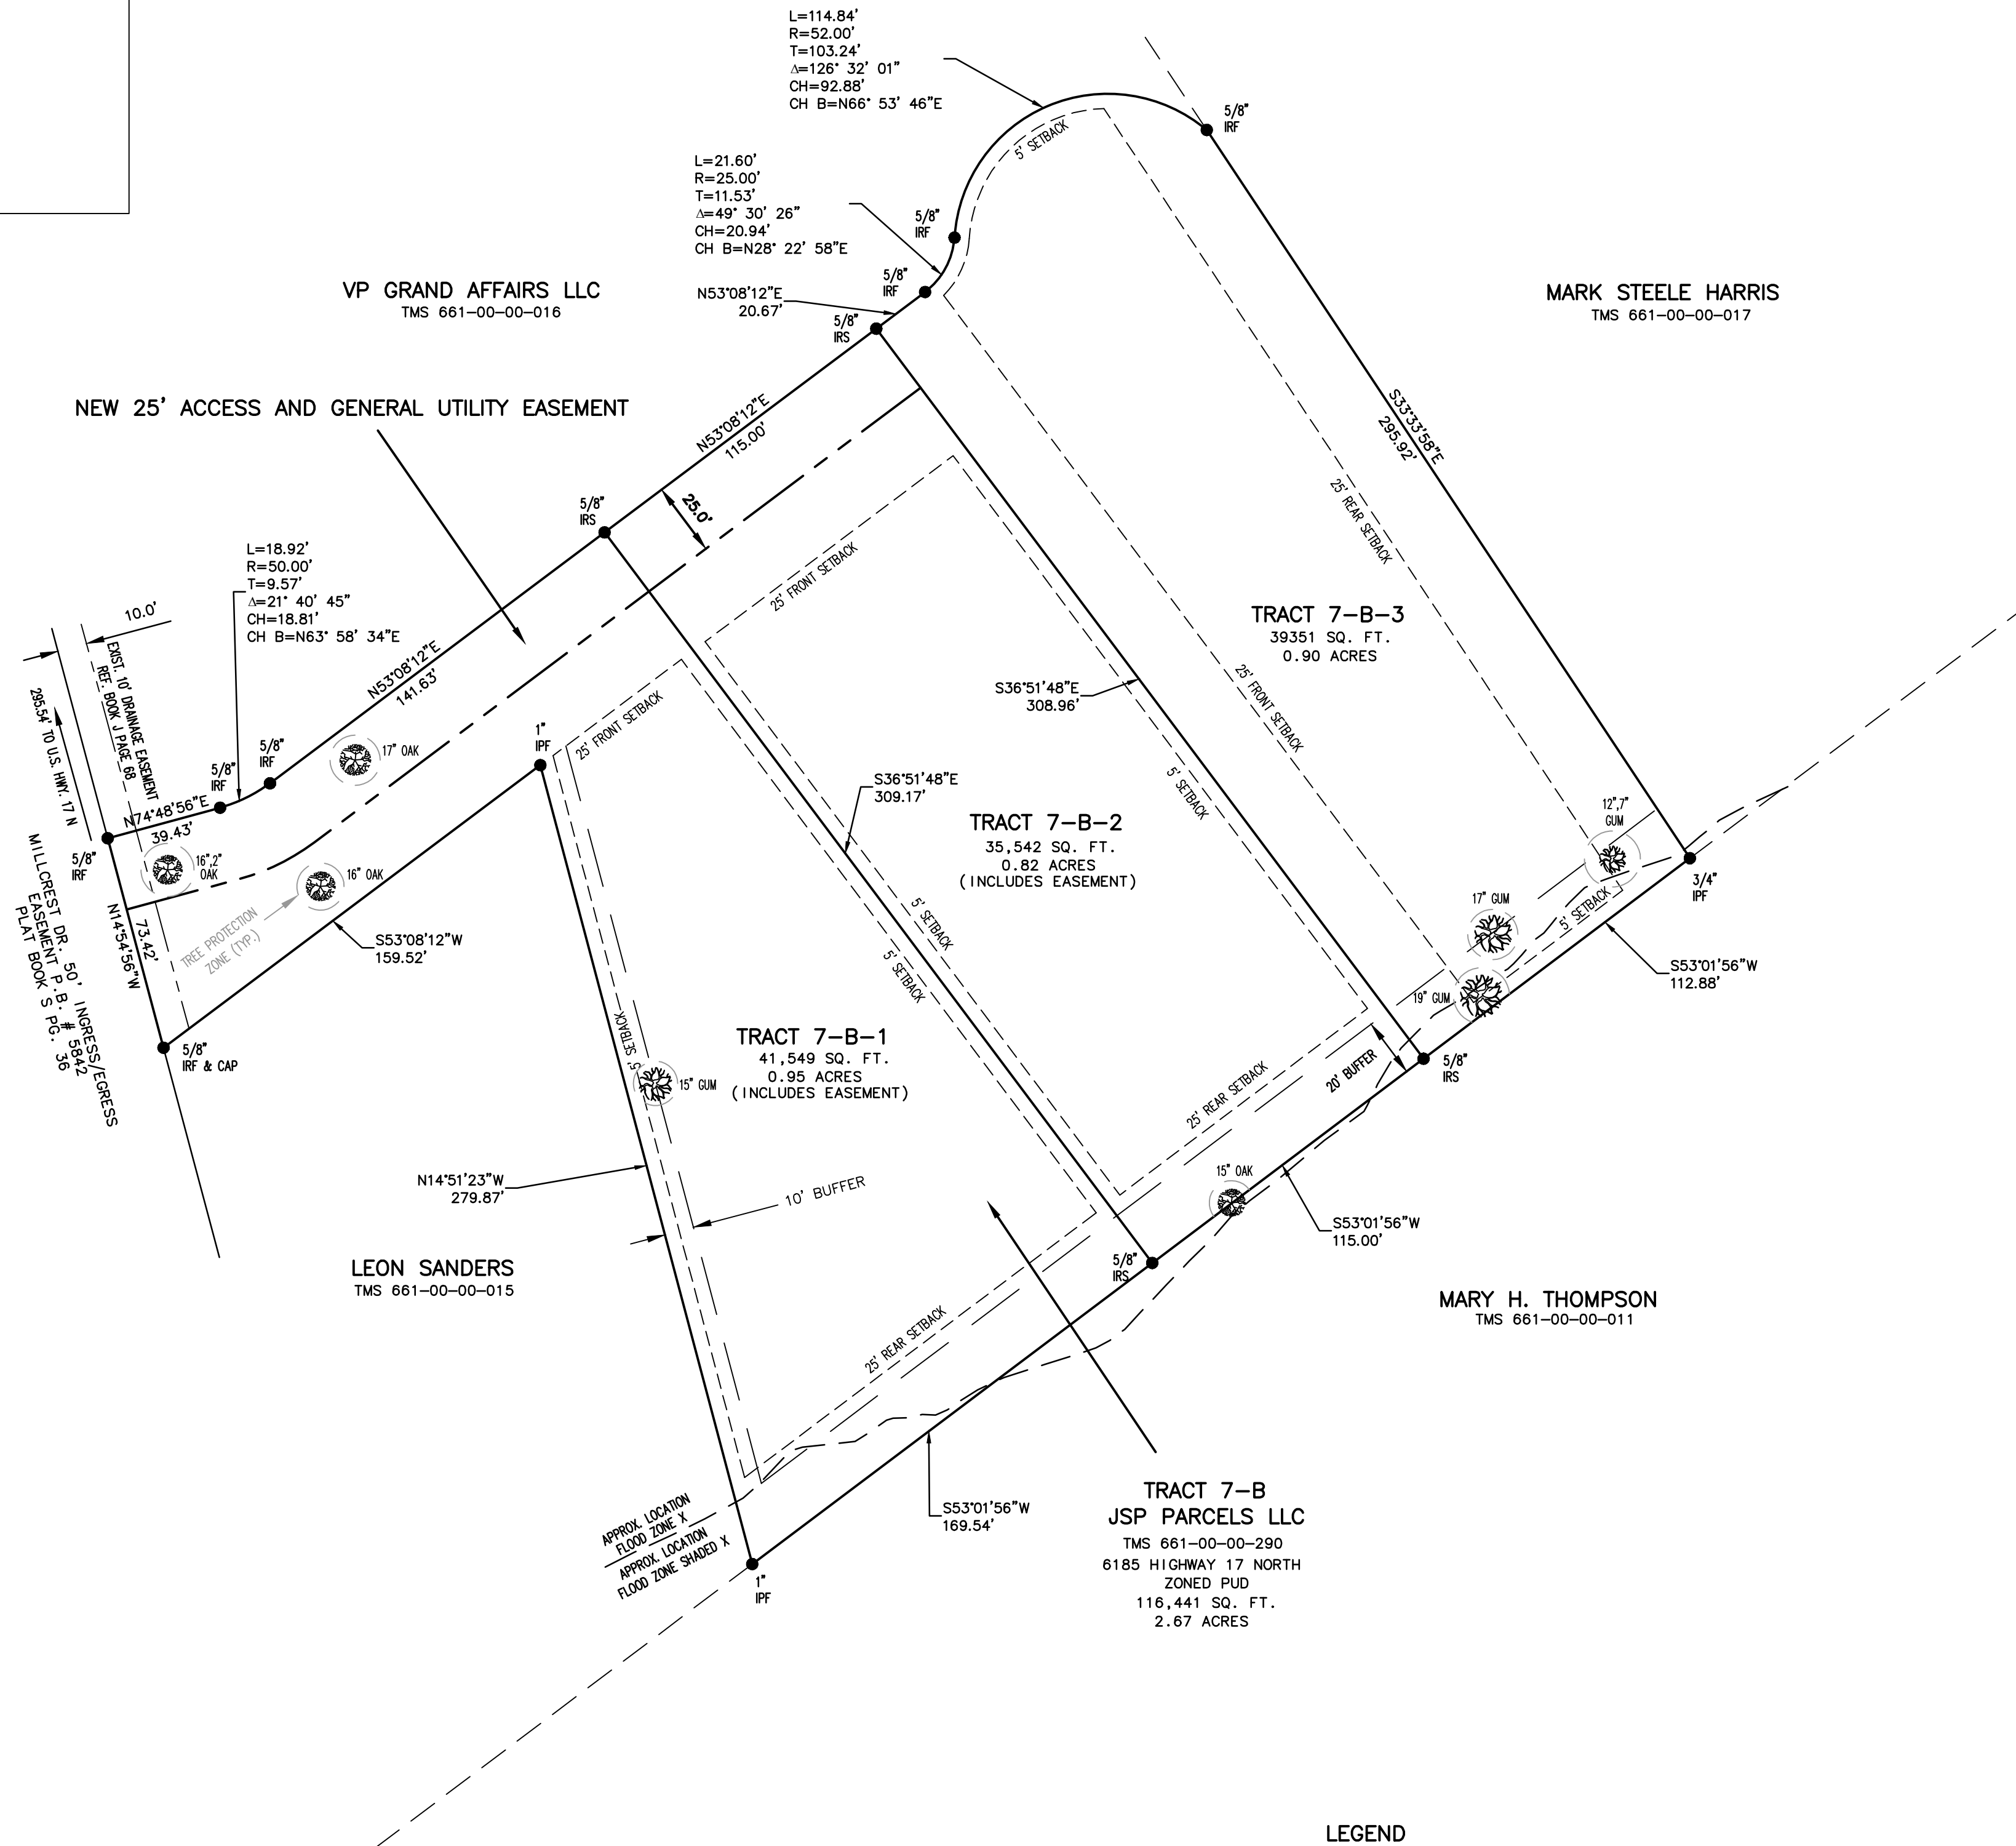 L=114.84'
R=52.00'
T=103.24'
Δ=126° 32' 01"
CH=92.88'
CH B=N66° 53' 46"E
5/8"
IRF
5' SETBACK
L=21.60'
R=25.00'
T=11.53'
Δ=49° 30' 26"
CH=20.94'
CH B=N28° 22' 58"E
5/8"
IRF
5/8"
IRF
N53°08'12"E
20.67'
5/8"
IRS
VP GRAND AFFAIRS LLC
TMS 661-00-00-016
MARK STEELE HARRIS
TMS 661-00-00-017
NEW 25' ACCESS AND GENERAL UTILITY EASEMENT
N53°08'12"E
115.00'
S33°33'58"E
295.92'
25' REAR SETBACK
5/8"
IRS
25.0'
25' FRONT SETBACK
L=18.92'
R=50.00'
T=9.57'
Δ=21° 40' 45"
CH=18.81'
CH B=N63° 58' 34"E
10.0'
EXIST. 10' DRAINAGE EASEMENT
REF. BOOK J PAGE 68
295.54' TO U.S. HWY. 17 N
N53°08'12"E
141.63'
TRACT 7-B-3
39351 SQ. FT.
0.90 ACRES
25' FRONT SETBACK
S36°51'48"E
308.96'
25' FRONT SETBACK
1"
IPF
17" OAK
5/8"
IRF
5/8"
IRF
N74°48'56"E
39.43'
5/8"
IRF
16",2"
OAK
16" OAK
TREE PROTECTION
ZONE (TYP.)
S53°08'12"W
159.52'
N14°54'56"W
73.42'
MILLCREST DR. 50' INGRESS/EGRESS
EASEMENT P.B. # 5842
PLAT BOOK S PG. 36
5/8"
IRF & CAP
S36°51'48"E
309.17'
5' SETBACK
TRACT 7-B-2
35,542 SQ. FT.
0.82 ACRES
(INCLUDES EASEMENT)
5' SETBACK
5' SETBACK
12",7"
GUM
17" GUM
5' SETBACK
3/4"
IPF
19" GUM
S53°01'56"W
112.88'
5' SETBACK
TRACT 7-B-1
41,549 SQ. FT.
0.95 ACRES
(INCLUDES EASEMENT)
15" GUM
20' BUFFER
5/8"
IRS
25' REAR SETBACK
15" OAK
N14°51'23"W
279.87'
10' BUFFER
S53°01'56"W
115.00'
5/8"
IRS
LEON SANDERS
TMS 661-00-00-015
MARY H. THOMPSON
TMS 661-00-00-011
25' REAR SETBACK
S53°01'56"W
169.54'
APPROX. LOCATION
FLOOD ZONE X
APPROX. LOCATION
FLOOD ZONE SHADED X
1"
IPF
TRACT 7-B
JSP PARCELS LLC
TMS 661-00-00-290
6185 HIGHWAY 17 NORTH
ZONED PUD
116,441 SQ. FT.
2.67 ACRES
LEGEND